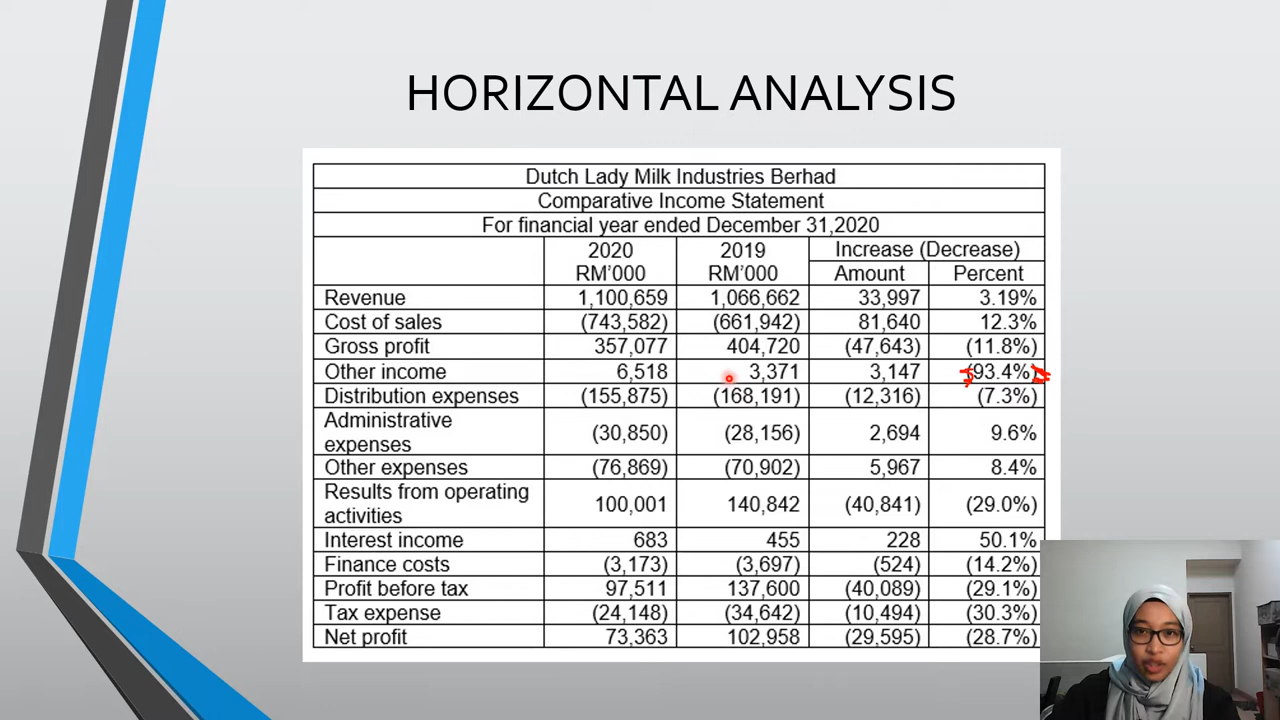 HORIZONTAL ANALYSIS
Dutch Lady Milk Industries Berhad
Comparative Income Statement
For financial year ended December 31,2020
2020 2019 Increase (Decrease)
RM'000 RM'000 Amount Percent
Revenue 1,100,659 1,066,662 33,997 3.19%
Cost of sales (743,582) (661,942) 81,640 12.3%
Gross profit 357,077 404,720 (47,643) (11.8%)
Other income 6,518 3,371 3,147 (93.4%)
Distribution expenses (155,875) (168,191) (12,316) (7.3%)
Administrative
expenses (30,850) (28,156) 2,694 9.6%
Other expenses (76,869) (70,902) 5,967 8.4%
Results from operating
activities 100,001 140,842 (40,841) (29.0%)
Interest income 683 455 228 50.1%
Finance costs (3,173) (3,697) (524) (14.2%)
Profit before tax 97,511 137,600 (40,089) (29.1%)
Tax expense (24,148) (34,642) (10,494) (30.3%)
Net profit 73,363 102,958 (29,595) (28.7%)